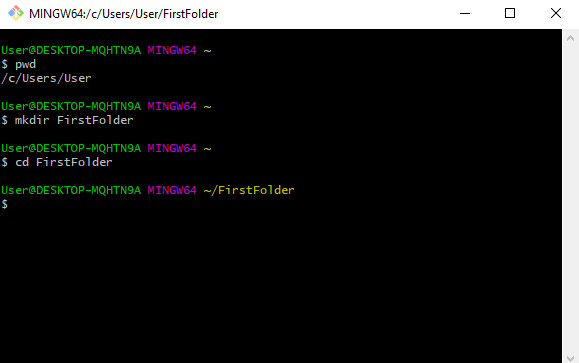 MINGW64:/c/Users/User/FirstFolder
User@DESKTOP-MQHTN9A MINGW64 ~
$ pwd
/c/Users/User
User@DESKTOP-MQHTN9A MINGW64 ~
$ mkdir FirstFolder
User@DESKTOP-MQHTN9A MINGW64 ~
$ cd FirstFolder
User@DESKTOP-MQHTN9A MINGW64 ~/FirstFolder
$